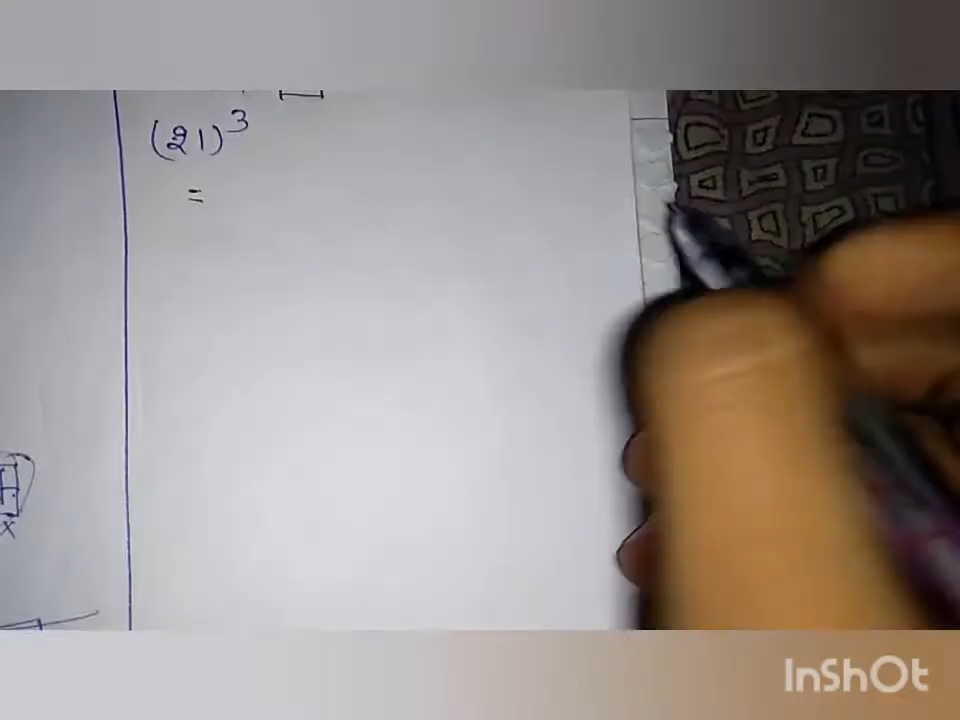 (21)³
=
x
InShOt